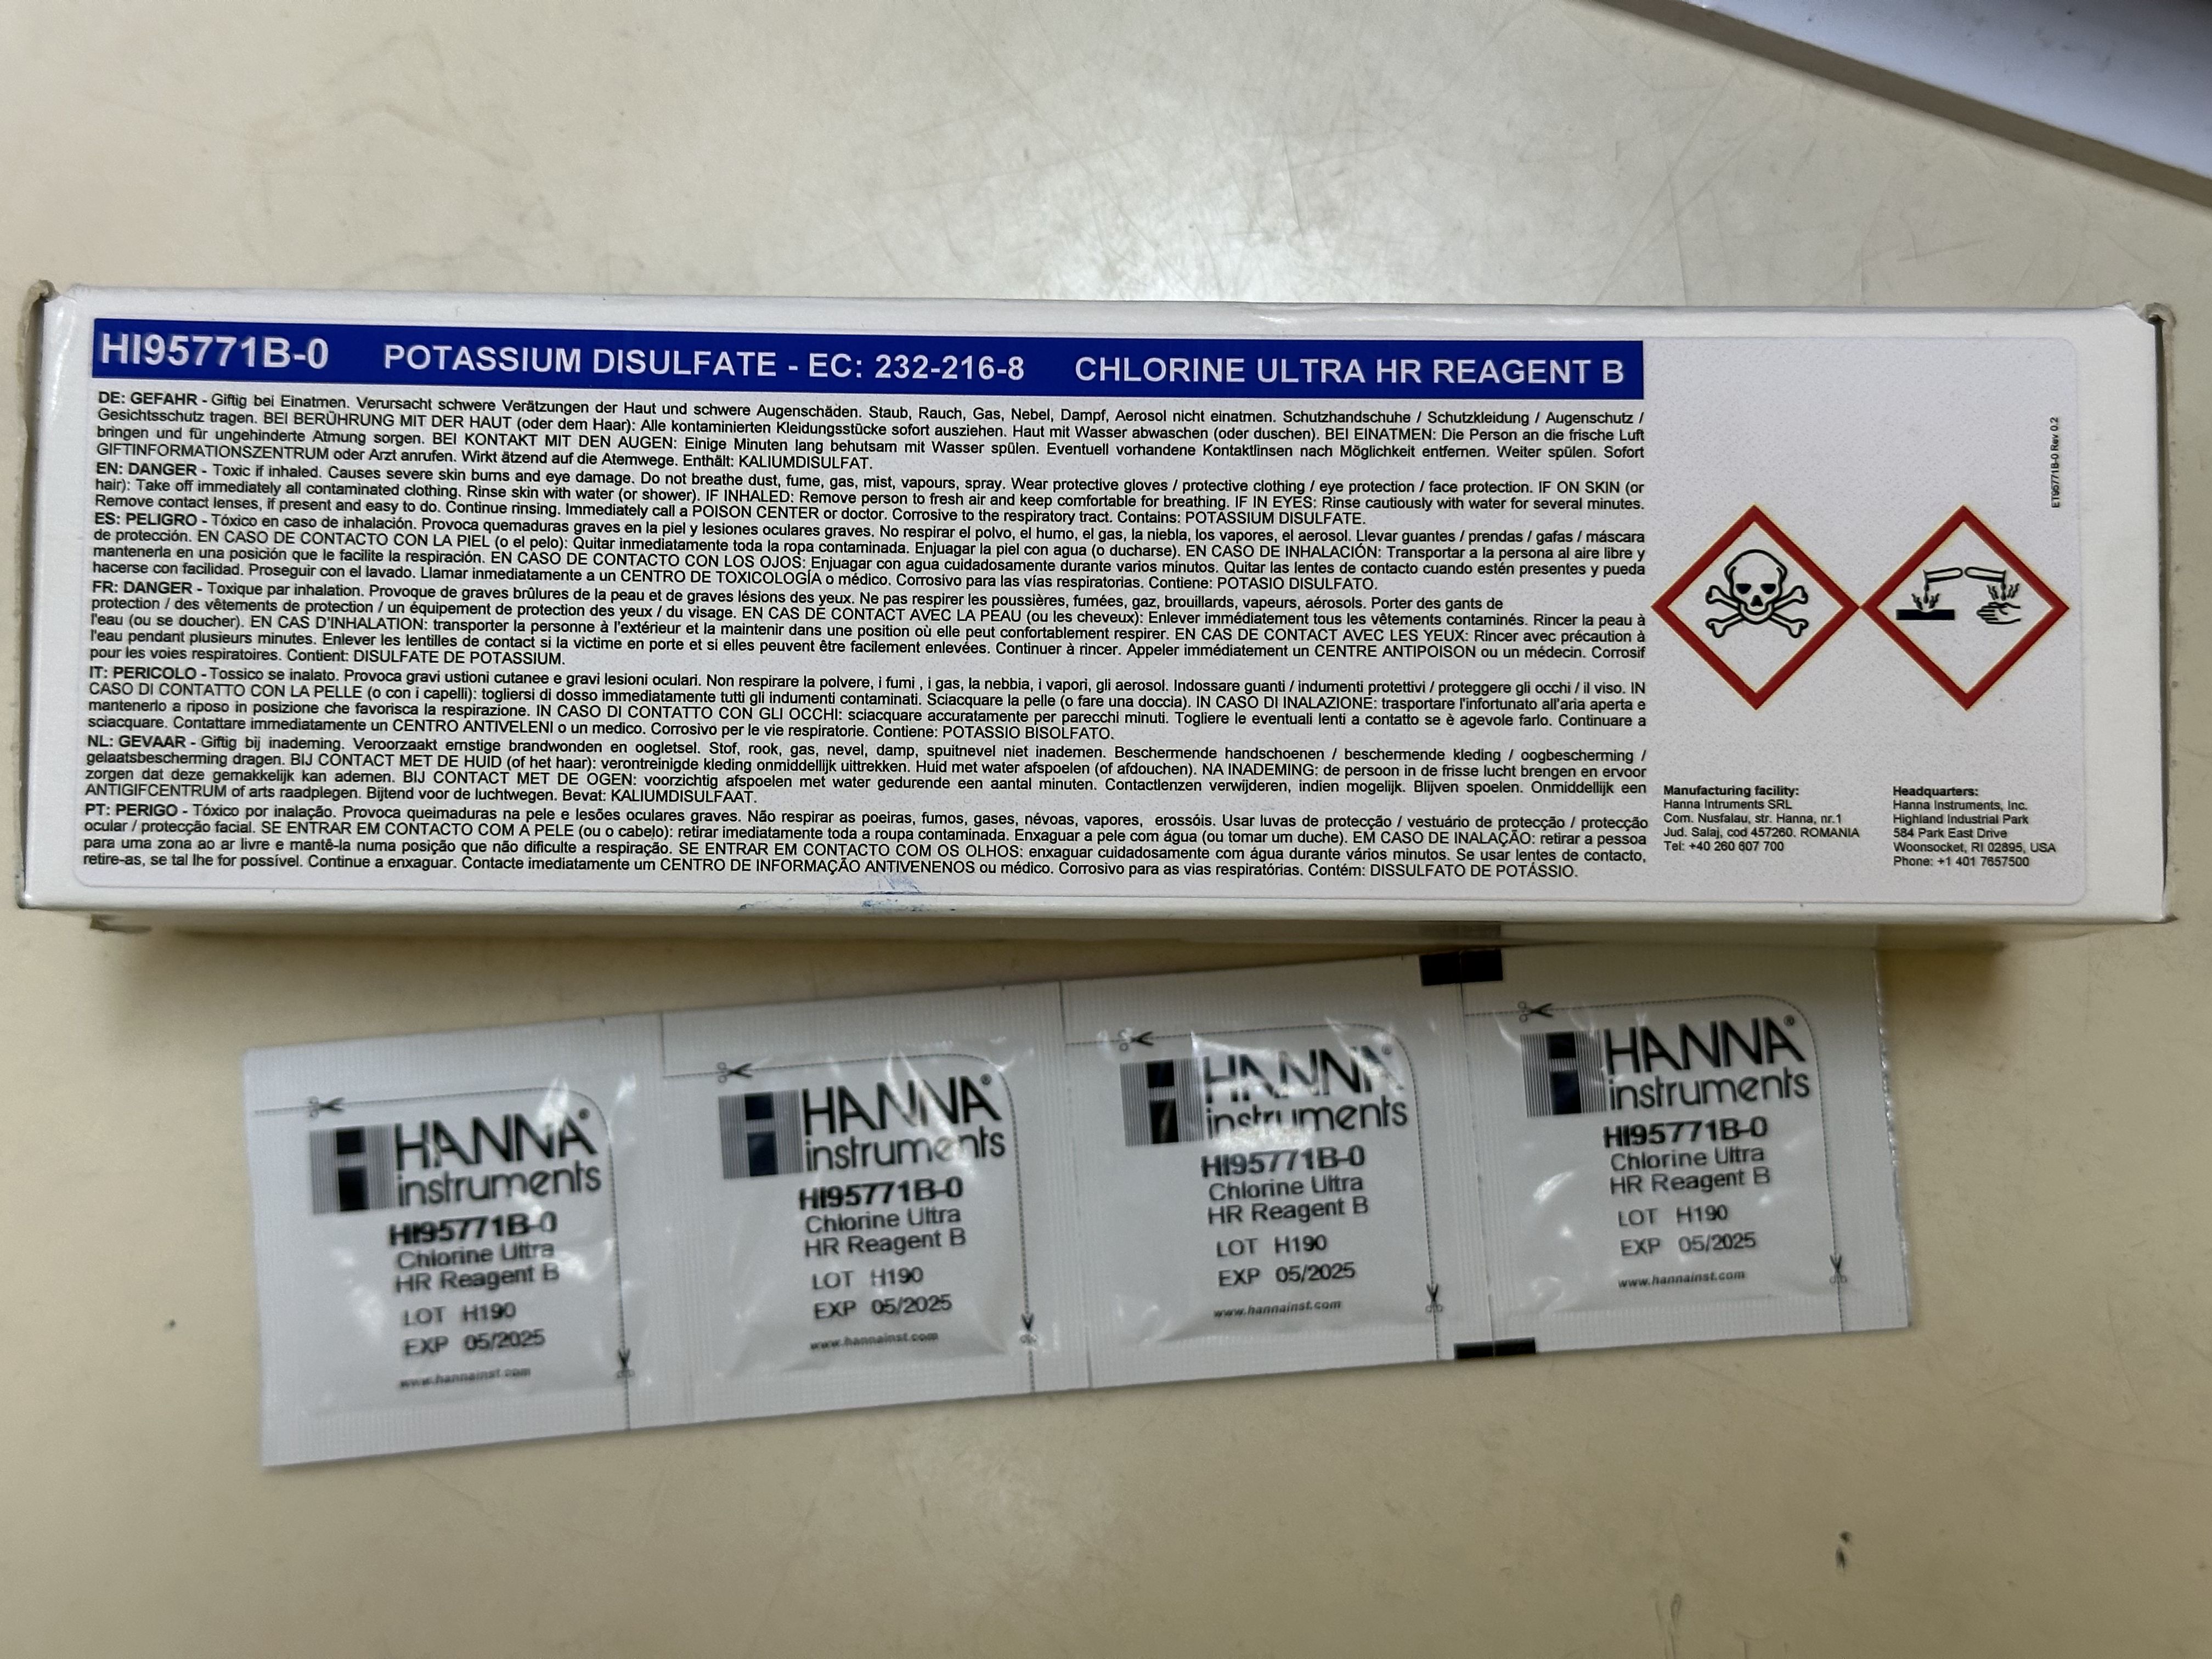 HI95771B-0 POTASSIUM DISULFATE - EC: 232-216-8 CHLORINE ULTRA HR REAGENT B
DE: GEFAHR - Giftig bei Einatmen. Verursacht schwere Verätzungen der Haut und schwere Augenschäden. Staub, Rauch, Gas, Nebel, Dampf, Aerosol nicht einatmen. Schutzhandschuhe / Schutzkleidung / Augenschutz /
Gesichtsschutz tragen. BEI BERÜHRUNG MIT DER HAUT (oder dem Haar): Alle kontaminierten Kleidungsstücke sofort ausziehen. Haut mit Wasser abwaschen (oder duschen). BEI EINATMEN: Die Person an die frische Luft
bringen und für ungehinderte Atmung sorgen. BEI KONTAKT MIT DEN AUGEN: Einige Minuten lang behutsam mit Wasser spülen. Eventuell vorhandene Kontaktlinsen nach Möglichkeit entfernen. Weiter spülen. Sofort
GIFTINFORMATIONSZENTRUM oder Arzt anrufen. Wirkt ätzend auf die Atemwege. Enthält: KALIUMDISULFAT.
EN: DANGER - Toxic if inhaled. Causes severe skin burns and eye damage. Do not breathe dust, fume, gas, mist, vapours, spray. Wear protective gloves / protective clothing / eye protection / face protection. IF ON SKIN (or
hair): Take off immediately all contaminated clothing. Rinse skin with water (or shower). IF INHALED: Remove person to fresh air and keep comfortable for breathing. IF IN EYES: Rinse cautiously with water for several minutes.
Remove contact lenses, if present and easy to do. Continue rinsing. Immediately call a POISON CENTER or doctor. Corrosive to the respiratory tract. Contains: POTASSIUM DISULFATE.
ES: PELIGRO - Tóxico en caso de inhalación. Provoca quemaduras graves en la piel y lesiones oculares graves. No respirar el polvo, el humo, el gas, la niebla, los vapores, el aerosol. Llevar guantes / prendas / gafas / máscara
de protección. EN CASO DE CONTACTO CON LA PIEL (o el pelo): Quitar inmediatamente toda la ropa contaminada. Enjuagar la piel con agua (o ducharse). EN CASO DE INHALACIÓN: Transportar a la persona al aire libre y
mantenerla en una posición que le facilite la respiración. EN CASO DE CONTACTO CON LOS OJOS: Enjuagar con agua cuidadosamente durante varios minutos. Quitar las lentes de contacto cuando estén presentes y pueda
hacerse con facilidad. Proseguir con el lavado. Llamar inmediatamente a un CENTRO DE TOXICOLOGÍA o médico. Corrosivo para las vías respiratorias. Contiene: POTASIO DISULFATO.
FR: DANGER - Toxique par inhalation. Provoque de graves brûlures de la peau et de graves lésions des yeux. Ne pas respirer les poussières, fumées, gaz, brouillards, vapeurs, aérosols. Porter des gants de
protection / des vêtements de protection / un équipement de protection des yeux / du visage. EN CAS DE CONTACT AVEC LA PEAU (ou les cheveux): Enlever immédiatement tous les vêtements contaminés. Rincer la peau à
l'eau (ou se doucher). EN CAS D'INHALATION: transporter la personne à l'extérieur et la maintenir dans une position où elle peut confortablement respirer. EN CAS DE CONTACT AVEC LES YEUX: Rincer avec précaution à
l'eau pendant plusieurs minutes. Enlever les lentilles de contact si la victime en porte et si elles peuvent être facilement enlevées. Continuer à rincer. Appeler immédiatement un CENTRE ANTIPOISON ou un médecin. Corrosif
pour les voies respiratoires. Contient: DISULFATE DE POTASSIUM.
IT: PERICOLO - Tossico se inalato. Provoca gravi ustioni cutanee e gravi lesioni oculari. Non respirare la polvere, i fumi , i gas, la nebbia, i vapori, gli aerosol. Indossare guanti / indumenti protettivi / proteggere gli occhi / il viso. IN
CASO DI CONTATTO CON LA PELLE (o con i capelli): togliersi di dosso immediatamente tutti gli indumenti contaminati. Sciacquare la pelle (o fare una doccia). IN CASO DI INALAZIONE: trasportare l'infortunato all'aria aperta e
mantenerlo a riposo in posizione che favorisca la respirazione. IN CASO DI CONTATTO CON GLI OCCHI: sciacquare accuratamente per parecchi minuti. Togliere le eventuali lenti a contatto se è agevole farlo. Continuare a
sciacquare. Contattare immediatamente un CENTRO ANTIVELENI o un medico. Corrosivo per le vie respiratorie. Contiene: POTASSIO BISOLFATO.
NL: GEVAAR - Giftig bij inademing. Veroorzaakt ernstige brandwonden en oogletsel. Stof, rook, gas, nevel, damp, spuitnevel niet inademen. Beschermende handschoenen / beschermende kleding / oogbescherming /
gelaatsbescherming dragen. BIJ CONTACT MET DE HUID (of het haar): verontreinigde kleding onmiddellijk uittrekken. Huid met water afspoelen (of afdouchen). NA INADEMING: de persoon in de frisse lucht brengen en ervoor
zorgen dat deze gemakkelijk kan ademen. BIJ CONTACT MET DE OGEN: voorzichtig afspoelen met water gedurende een aantal minuten. Contactlenzen verwijderen, indien mogelijk. Blijven spoelen. Onmiddellijk een
ANTIGIFCENTRUM of arts raadplegen. Bijtend voor de luchtwegen. Bevat: KALIUMDISULFAAT.
PT: PERIGO - Tóxico por inalação. Provoca queimaduras na pele e lesões oculares graves. Não respirar as poeiras, fumos, gases, névoas, vapores, erossóis. Usar luvas de protecção / vestuário de protecção / protecção
ocular / protecção facial. SE ENTRAR EM CONTACTO COM A PELE (ou o cabelo): retirar imediatamente toda a roupa contaminada. Enxaguar a pele com água (ou tomar um duche). EM CASO DE INALAÇÃO: retirar a pessoa
para uma zona ao ar livre e mantê-la numa posição que não dificulte a respiração. SE ENTRAR EM CONTACTO COM OS OLHOS: enxaguar cuidadosamente com água durante vários minutos. Se usar lentes de contacto,
retire-as, se tal lhe for possível. Continue a enxaguar. Contacte imediatamente um CENTRO DE INFORMAÇÃO ANTIVENENOS ou médico. Corrosivo para as vias respiratórias. Contém: DISSULFATO DE POTÁSSIO.
ET95771B-0 Rev 0.2
Manufacturing facility:
Hanna Intruments SRL
Com. Nusfalau, str. Hanna, nr.1
Jud. Salaj, cod 457260. ROMANIA
Tel: +40 260 607 700
Headquarters:
Hanna Instruments, Inc.
Highland Industrial Park
584 Park East Drive
Woonsocket, RI 02895, USA
Phone: +1 401 7657500
HANNA®
instruments
HI95771B-0
Chlorine Ultra
HR Reagent B
LOT H190
EXP 05/2025
www.hannainst.com
HANNA®
instruments
HI95771B-0
Chlorine Ultra
HR Reagent B
LOT H190
EXP 05/2025
www.hannainst.com
HANNA®
instruments
HI95771B-0
Chlorine Ultra
HR Reagent B
LOT H190
EXP 05/2025
www.hannainst.com
HANNA®
instruments
HI95771B-0
Chlorine Ultra
HR Reagent B
LOT H190
EXP 05/2025
www.hannainst.com